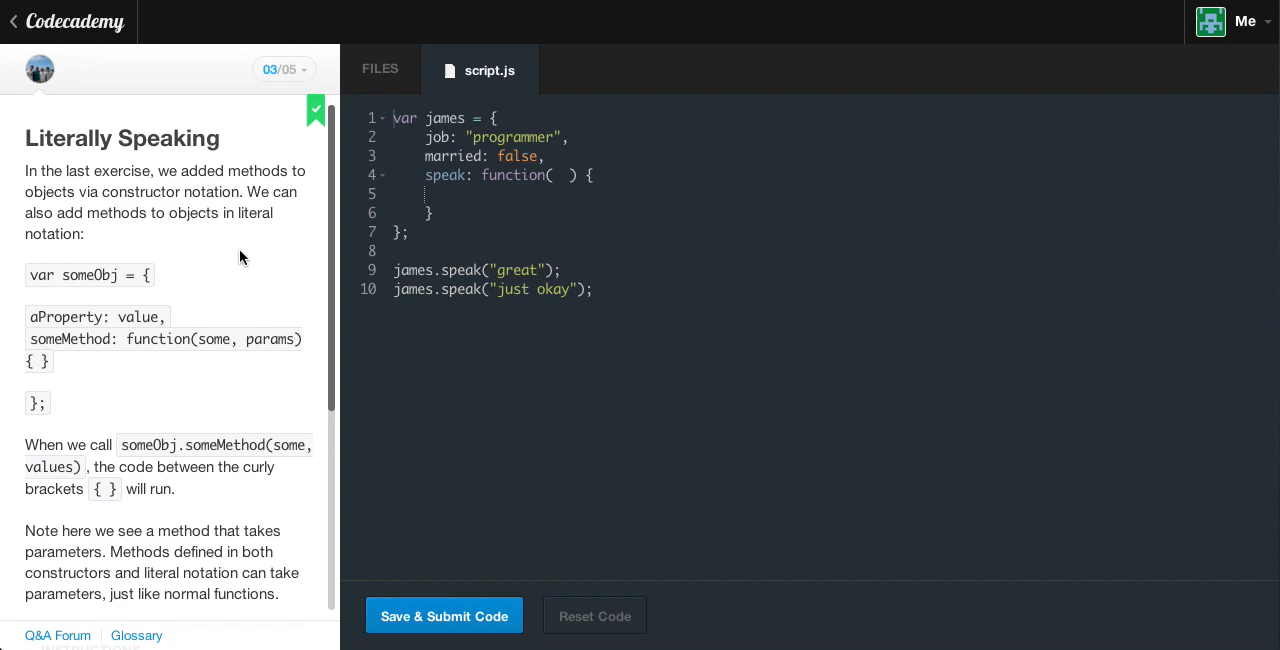 Codecademy
Me
03/05
FILES
script.js
Literally Speaking
In the last exercise, we added methods to
objects via constructor notation. We can
also add methods to objects in literal
notation:
var someObj = {
aProperty: value,
someMethod: function(some, params)
{ }
};
When we call someObj.someMethod(some,
values), the code between the curly
brackets { } will run.
Note here we see a method that takes
parameters. Methods defined in both
constructors and literal notation can take
parameters, just like normal functions.
Q&A Forum
Glossary
INSTRUCTIONS
1 var james = {
2 job: "programmer",
3 married: false,
4 speak: function(  ) {
5
6 }
7 };
8
9 james.speak("great");
10 james.speak("just okay");
Save & Submit Code
Reset Code